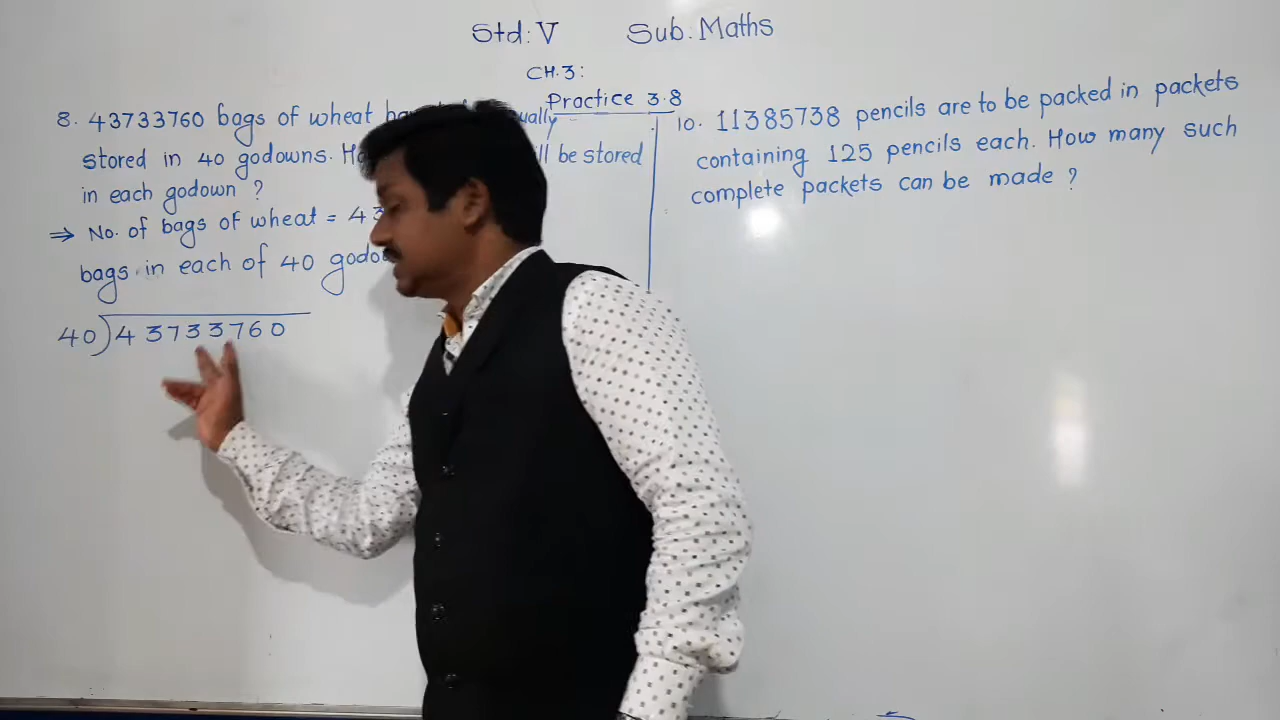 Std: V Sub: Maths
CH.3:
Practice 3.8
8. 43733760 bags of wheat
stored in 40 godowns. be stored
in each godown ?
⇒ No. of bags of wheat = 43
bags in each of 40
40)43733760
10. 11385738 pencils are to be packed in packets
containing 125 pencils each. How many such
complete packets can be made ?